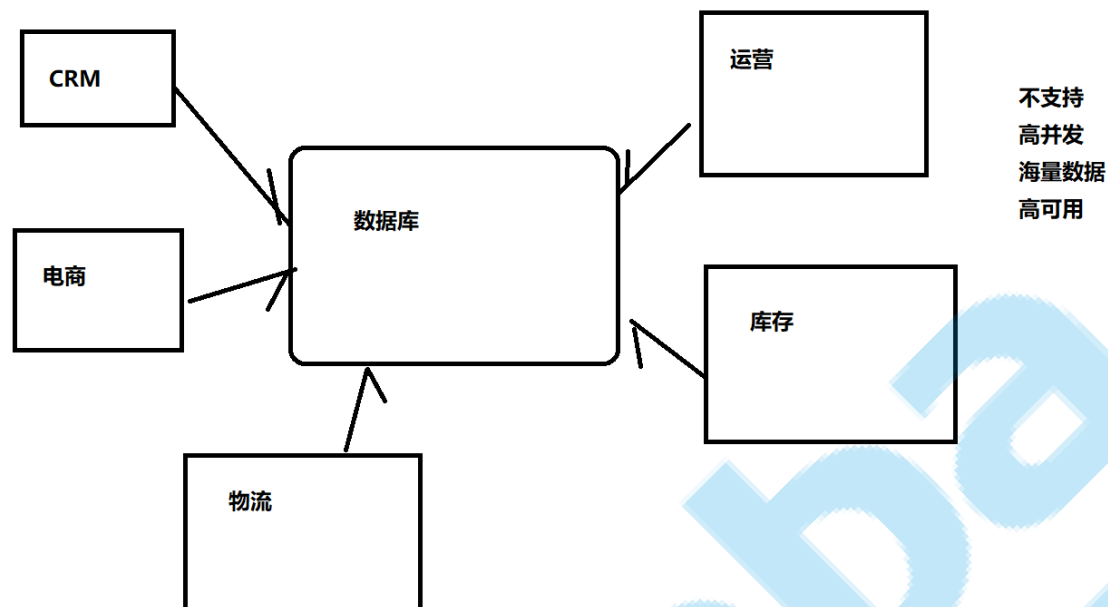 CRM
运营
不支持
高并发
海量数据
高可用
数据库
电商
库存
物流